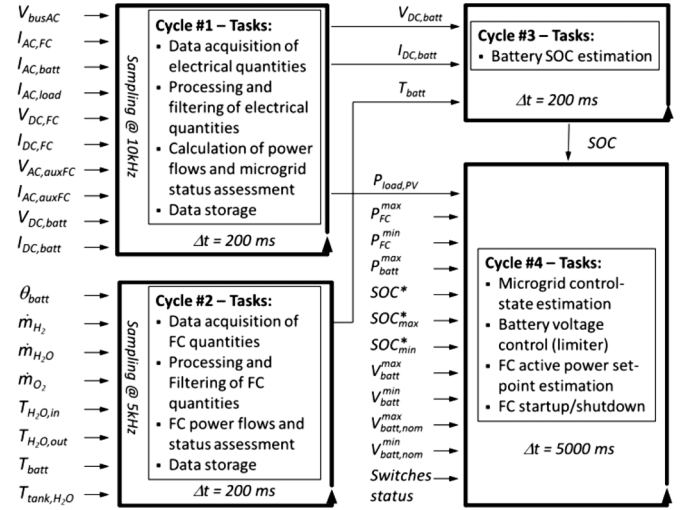 V_busAC
I_AC,FC
I_AC,batt
I_AC,load
V_DC,FC
I_DC,FC
V_AC,auxFC
I_AC,auxFC
V_DC,batt
I_DC,batt
Sampling @ 10kHz
Cycle #1 – Tasks:
▪ Data acquisition of
electrical quantities
▪ Processing and
filtering of electrical
quantities
▪ Calculation of power
flows and microgrid
status assessment
▪ Data storage
Δt = 200 ms
θ_batt
ṁ_H₂
ṁ_H₂O
ṁ_O₂
T_H₂O,in
T_H₂O,out
T_batt
T_tank,H₂O
Sampling @ 5kHz
Cycle #2 – Tasks:
▪ Data acquisition of
FC quantities
▪ Processing and
Filtering of FC
quantities
▪ FC power flows and
status assessment
▪ Data storage
Δt = 200 ms
V_DC,batt
I_DC,batt
T_batt
Cycle #3 – Tasks:
▪ Battery SOC estimation
Δt = 200 ms
SOC
P_load,PV
P_FC^max
P_FC^min
P_batt^max
SOC*
SOC*_max
SOC*_min
V_batt^max
V_batt^min
V_batt,nom^max
V_batt,nom^min
Switches
status
Cycle #4 – Tasks:
▪ Microgrid control-
state estimation
▪ Battery voltage
control (limiter)
▪ FC active power set-
point estimation
▪ FC startup/shutdown
Δt = 5000 ms